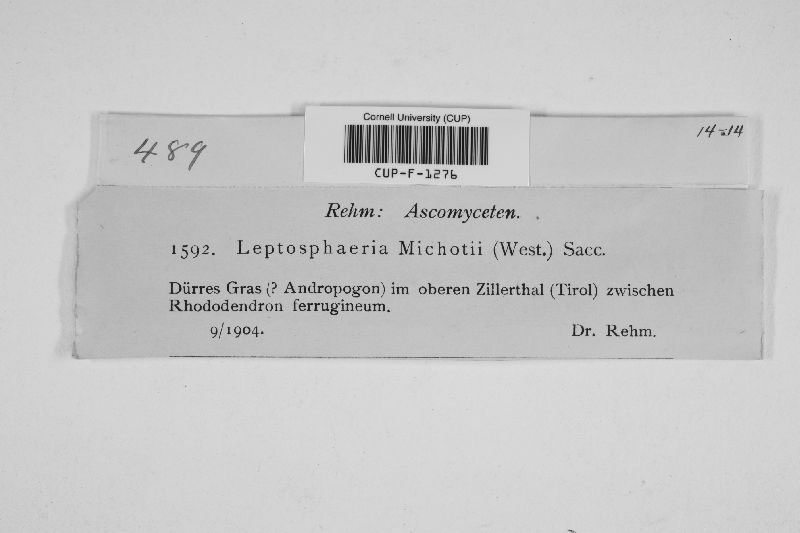 Cornell University (CUP)
CUP-F-1276
489
14-14
Rehm: Ascomyceten.
1592. Leptosphaeria Michotii (West.) Sacc.
Dürres Gras (? Andropogon) im oberen Zillerthal (Tirol) zwischen
Rhododendron ferrugineum.
9/1904. Dr. Rehm.